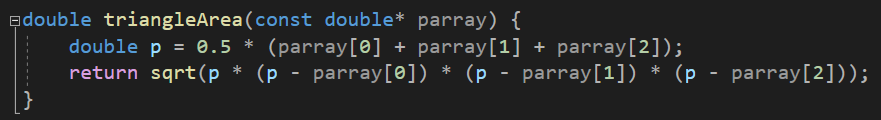 double triangleArea(const double* parray) {
    double p = 0.5 * (parray[0] + parray[1] + parray[2]);
    return sqrt(p * (p - parray[0]) * (p - parray[1]) * (p - parray[2]));
}